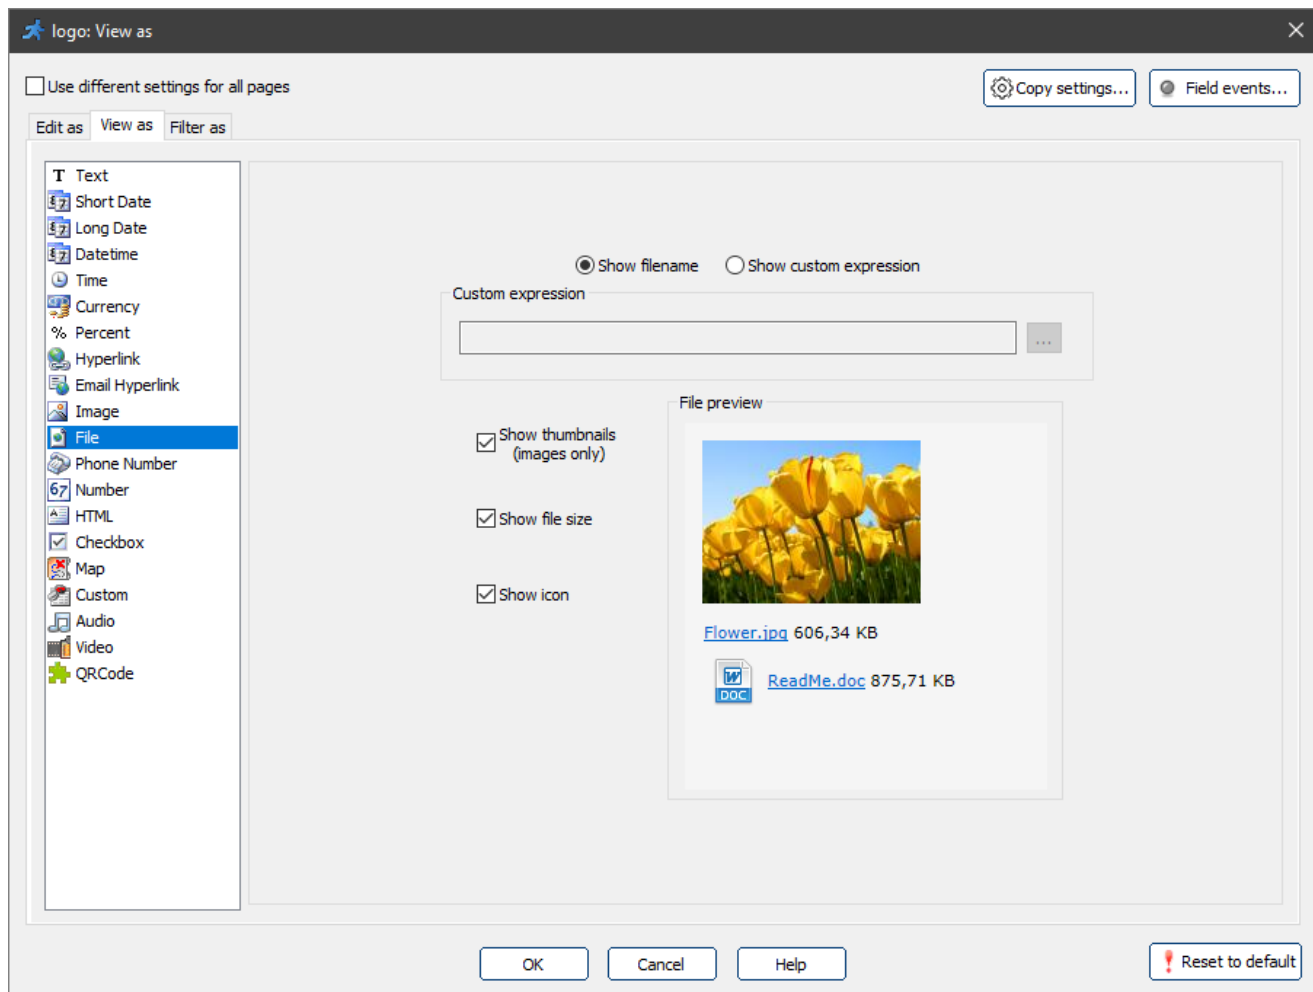 logo: View as
Use different settings for all pages
Copy settings...
Field events...
Edit as
View as
Filter as
T Text
Short Date
Long Date
Datetime
Time
Currency
% Percent
Hyperlink
Email Hyperlink
Image
File
Phone Number
67 Number
HTML
Checkbox
Map
Custom
Audio
Video
QRCode
Show filename
Show custom expression
Custom expression
...
Show thumbnails
(images only)
Show file size
Show icon
File preview
Flower.jpg 606,34 KB
DOC
ReadMe.doc 875,71 KB
OK
Cancel
Help
Reset to default